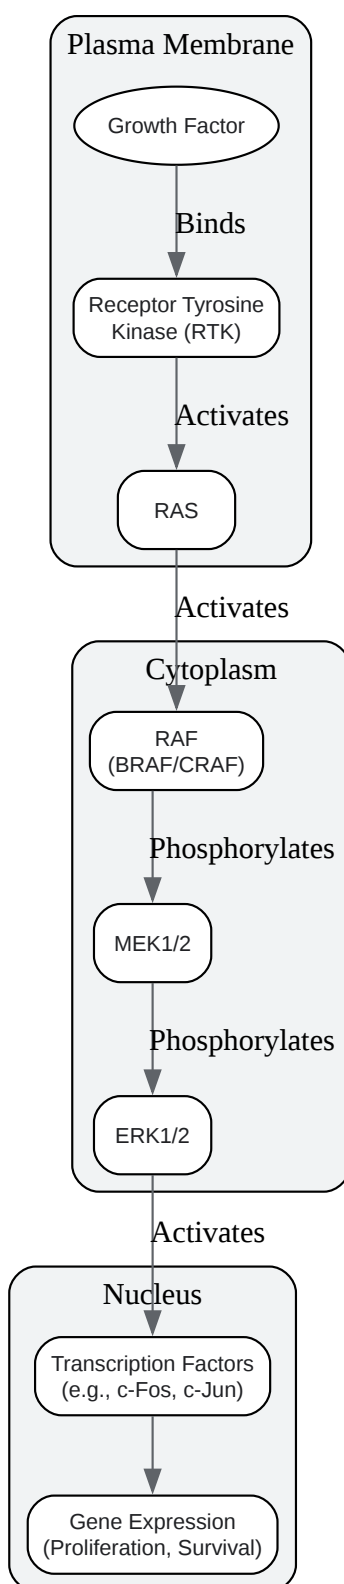 Plasma Membrane
Growth Factor
Binds
Receptor Tyrosine
Kinase (RTK)
Activates
RAS
Activates
Cytoplasm
RAF
(BRAF/CRAF)
Phosphorylates
MEK1/2
Phosphorylates
ERK1/2
Activates
Nucleus
Transcription Factors
(e.g., c-Fos, c-Jun)
Gene Expression
(Proliferation, Survival)